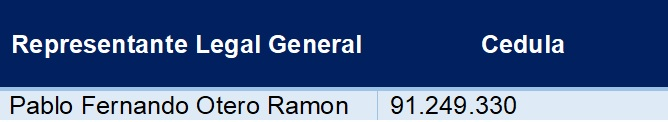 Representante Legal General Cedula
Pablo Fernando Otero Ramon 91.249.330